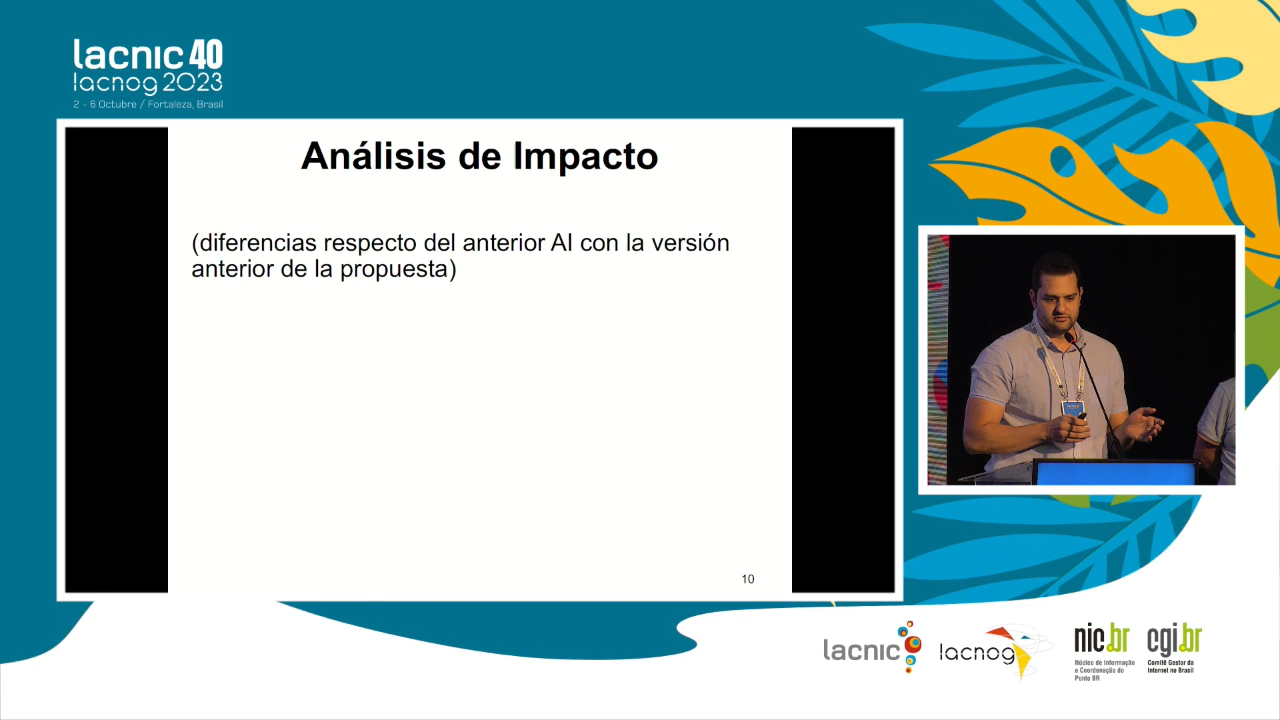 lacnic 40
lacnog 2023
2 - 6 Octubre / Fortaleza, Brasil
Análisis de Impacto
(diferencias respecto del anterior AI con la versión
anterior de la propuesta)
10
lacnic
lacnog
nic.br
Núcleo de Informação
e Coordenação do
Ponto BR
cgi.br
Comitê Gestor da
Internet no Brasil